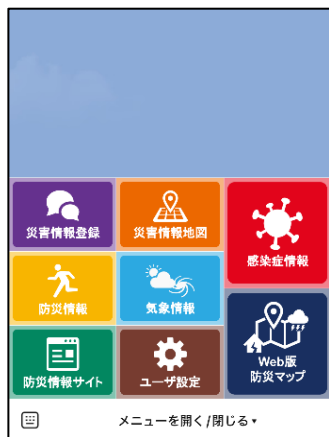 災害情報登録
災害情報地図
感染症情報
防災情報
気象情報
Web版
防災マップ
防災情報サイト
ユーザ設定
メニューを開く/閉じる▾